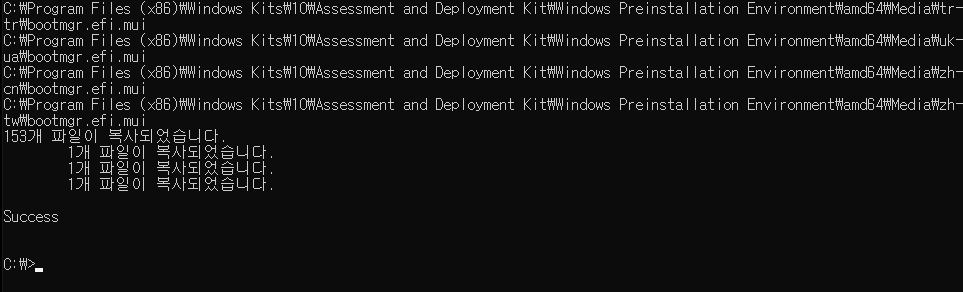 C:₩Program Files (x86)₩Windows Kits₩10₩Assessment and Deployment Kit₩Windows Preinstallation Environment₩amd64₩Media₩tr-
tr₩bootmgr.efi.mui
C:₩Program Files (x86)₩Windows Kits₩10₩Assessment and Deployment Kit₩Windows Preinstallation Environment₩amd64₩Media₩uk-
ua₩bootmgr.efi.mui
C:₩Program Files (x86)₩Windows Kits₩10₩Assessment and Deployment Kit₩Windows Preinstallation Environment₩amd64₩Media₩zh-
cn₩bootmgr.efi.mui
C:₩Program Files (x86)₩Windows Kits₩10₩Assessment and Deployment Kit₩Windows Preinstallation Environment₩amd64₩Media₩zh-
tw₩bootmgr.efi.mui
153개 파일이 복사되었습니다.
1개 파일이 복사되었습니다.
1개 파일이 복사되었습니다.
1개 파일이 복사되었습니다.
Success
C:₩>